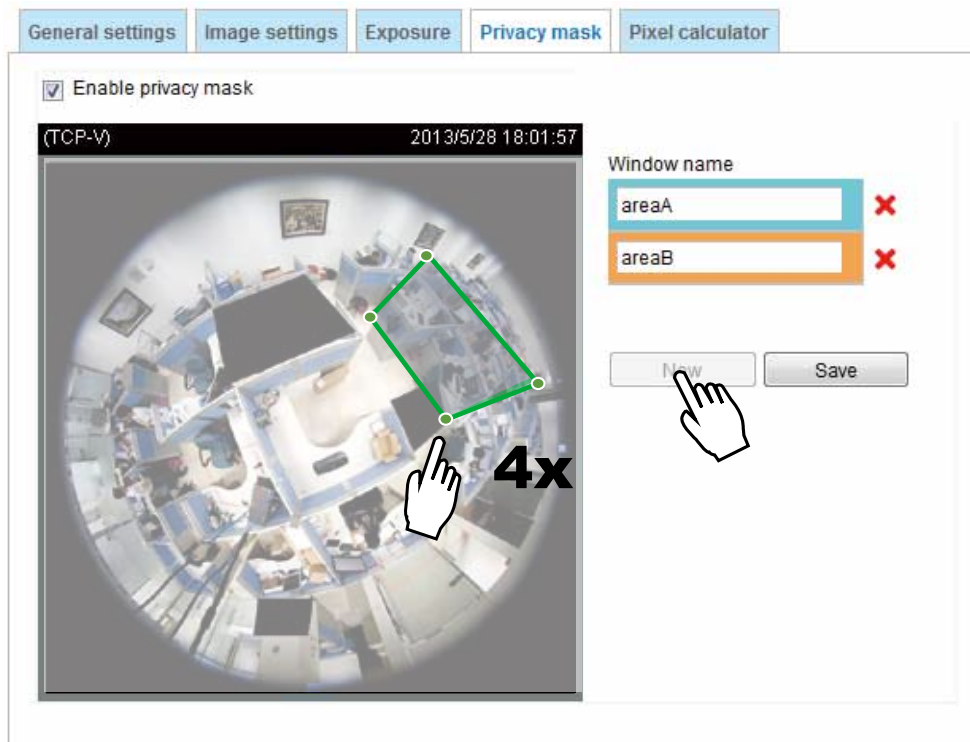 General settings Image settings Exposure Privacy mask Pixel calculator
Enable privacy mask
(TCP-V) 2013/5/28 18:01:57
Window name
areaA
areaB
New Save
4x